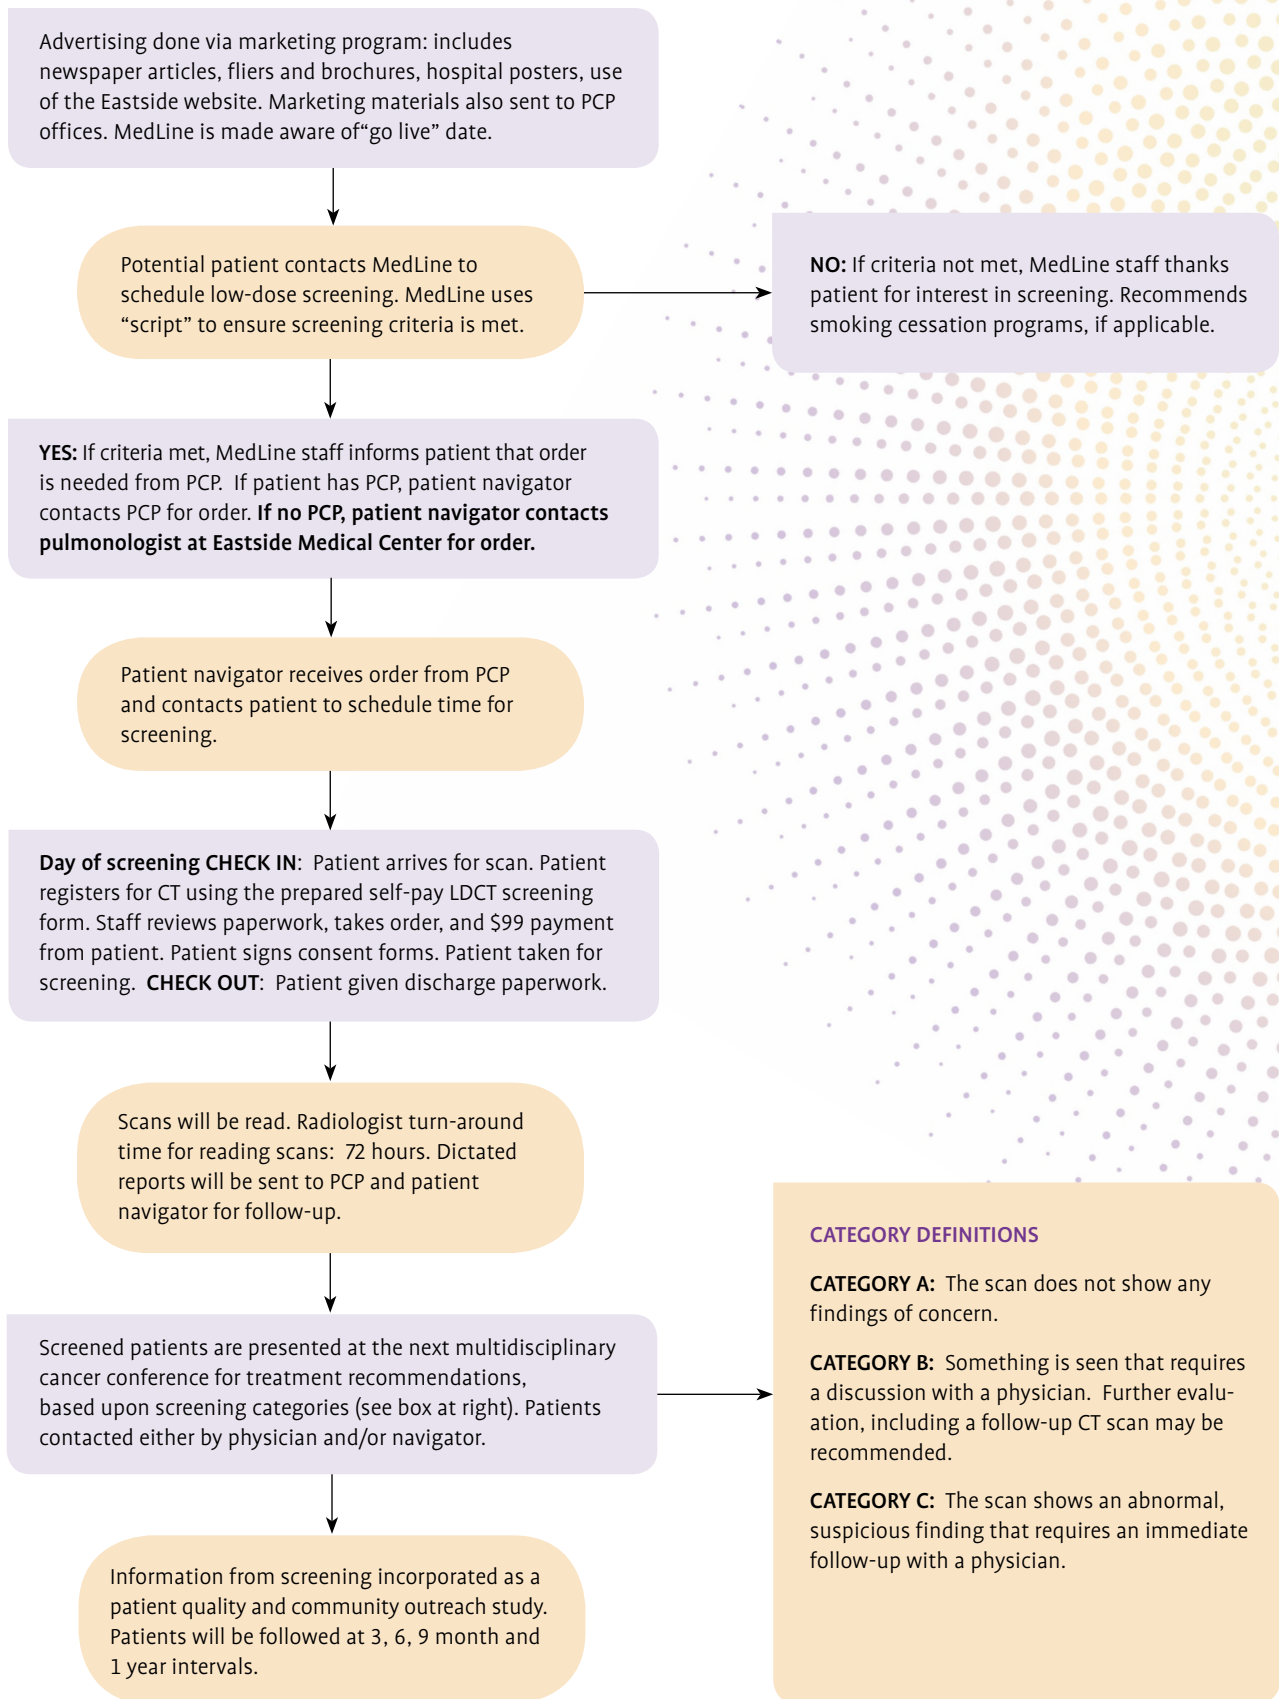 Advertising done via marketing program: includes
newspaper articles, fliers and brochures, hospital posters, use
of the Eastside website. Marketing materials also sent to PCP
offices. MedLine is made aware of“go live” date.
Potential patient contacts MedLine to
schedule low-dose screening. MedLine uses
“script” to ensure screening criteria is met.
NO: If criteria not met, MedLine staff thanks
patient for interest in screening. Recommends
smoking cessation programs, if applicable.
YES: If criteria met, MedLine staff informs patient that order
is needed from PCP. If patient has PCP, patient navigator
contacts PCP for order. If no PCP, patient navigator contacts
pulmonologist at Eastside Medical Center for order.
Patient navigator receives order from PCP
and contacts patient to schedule time for
screening.
Day of screening CHECK IN: Patient arrives for scan. Patient
registers for CT using the prepared self-pay LDCT screening
form. Staff reviews paperwork, takes order, and $99 payment
from patient. Patient signs consent forms. Patient taken for
screening. CHECK OUT: Patient given discharge paperwork.
Scans will be read. Radiologist turn-around
time for reading scans: 72 hours. Dictated
reports will be sent to PCP and patient
navigator for follow-up.
Screened patients are presented at the next multidisciplinary
cancer conference for treatment recommendations,
based upon screening categories (see box at right). Patients
contacted either by physician and/or navigator.
CATEGORY DEFINITIONS
CATEGORY A: The scan does not show any
findings of concern.
CATEGORY B: Something is seen that requires
a discussion with a physician. Further evalu-
ation, including a follow-up CT scan may be
recommended.
CATEGORY C: The scan shows an abnormal,
suspicious finding that requires an immediate
follow-up with a physician.
Information from screening incorporated as a
patient quality and community outreach study.
Patients will be followed at 3, 6, 9 month and
1 year intervals.